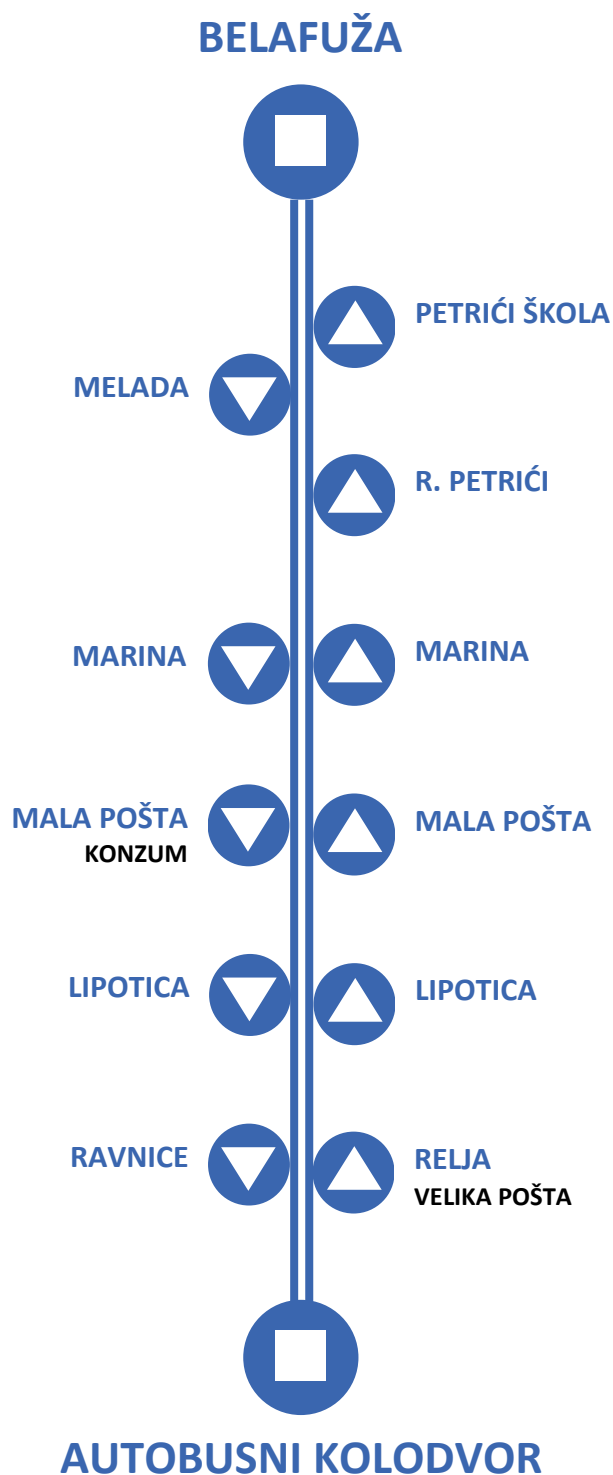 BELAFUŽA
PETRIĆI ŠKOLA
MELADA
R. PETRIĆI
MARINA
MARINA
MALA POŠTA
KONZUM
MALA POŠTA
LIPOTICA
LIPOTICA
RAVNICE
RELJA
VELIKA POŠTA
AUTOBUSNI KOLODVOR